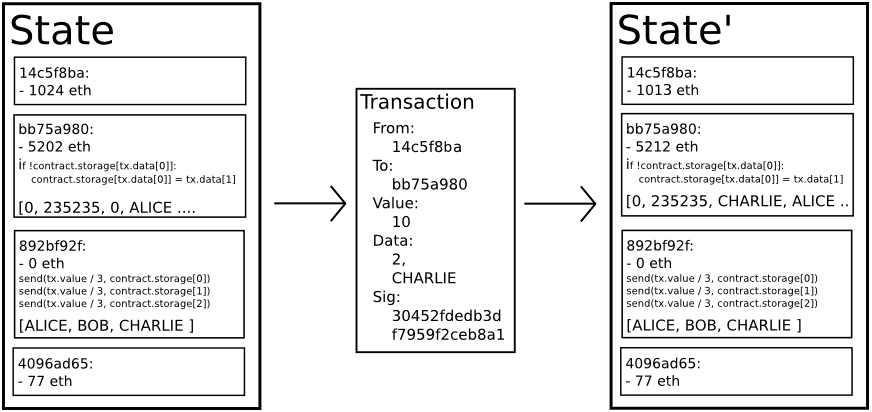 State
14c5f8ba:
- 1024 eth
bb75a980:
- 5202 eth
if !contract.storage[tx.data[0]]:
contract.storage[tx.data[0]] = tx.data[1]
[0, 235235, 0, ALICE ....
892bf92f:
- 0 eth
send(tx.value / 3, contract.storage[0])
send(tx.value / 3, contract.storage[1])
send(tx.value / 3, contract.storage[2])
[ALICE, BOB, CHARLIE ]
4096ad65:
- 77 eth
Transaction
From:
14c5f8ba
To:
bb75a980
Value:
10
Data:
2,
CHARLIE
Sig:
30452fdedb3d
f7959f2ceb8a1
State'
14c5f8ba:
- 1013 eth
bb75a980:
- 5212 eth
if !contract.storage[tx.data[0]]:
contract.storage[tx.data[0]] = tx.data[1]
[0, 235235, CHARLIE, ALICE ..
892bf92f:
- 0 eth
send(tx.value / 3, contract.storage[0])
send(tx.value / 3, contract.storage[1])
send(tx.value / 3, contract.storage[2])
[ALICE, BOB, CHARLIE ]
4096ad65:
- 77 eth